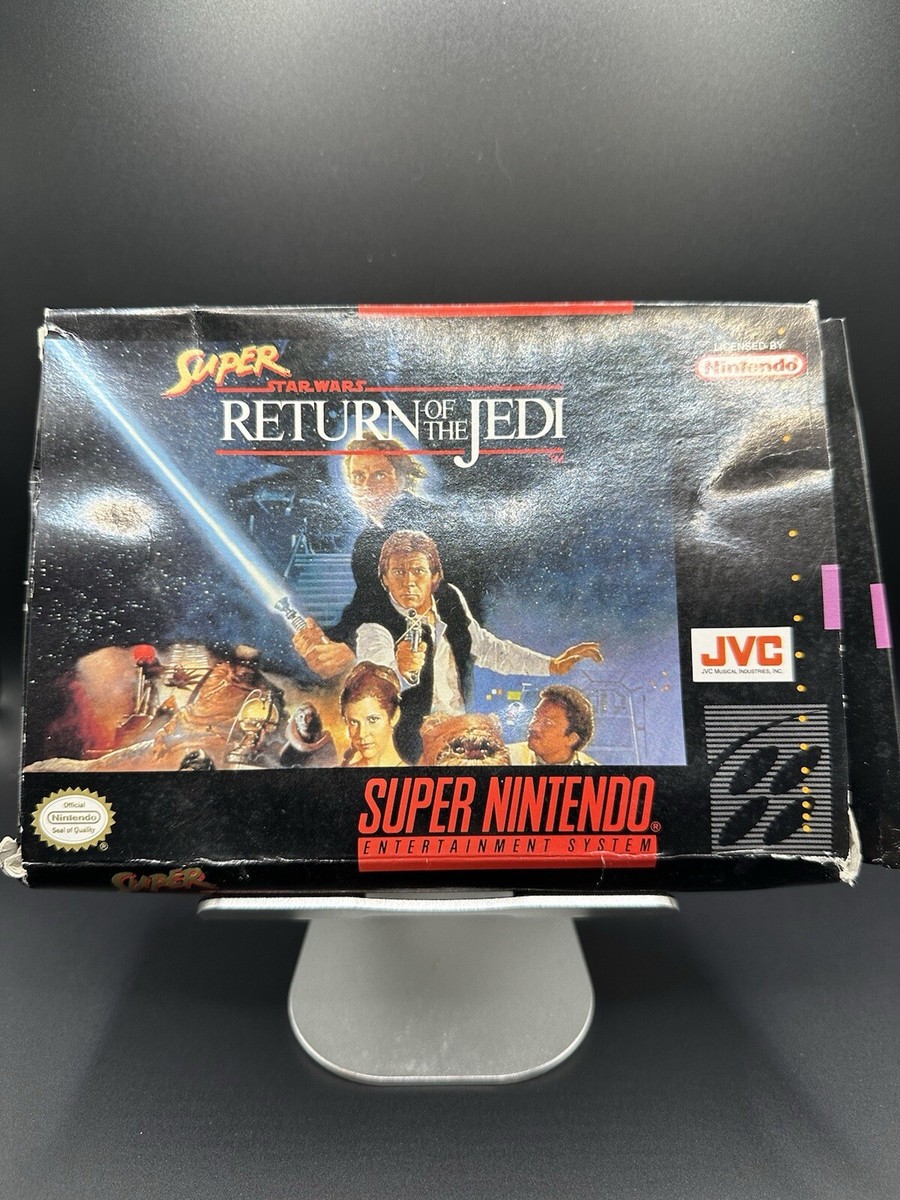 SUPER
STAR WARS
RETURN OF THE JEDI
LICENSED BY
Nintendo
JVC
JVC MUSICAL INDUSTRIES, INC.
Official
Nintendo
Seal of Quality
SUPER NINTENDO®
ENTERTAINMENT SYSTEM
SUPER